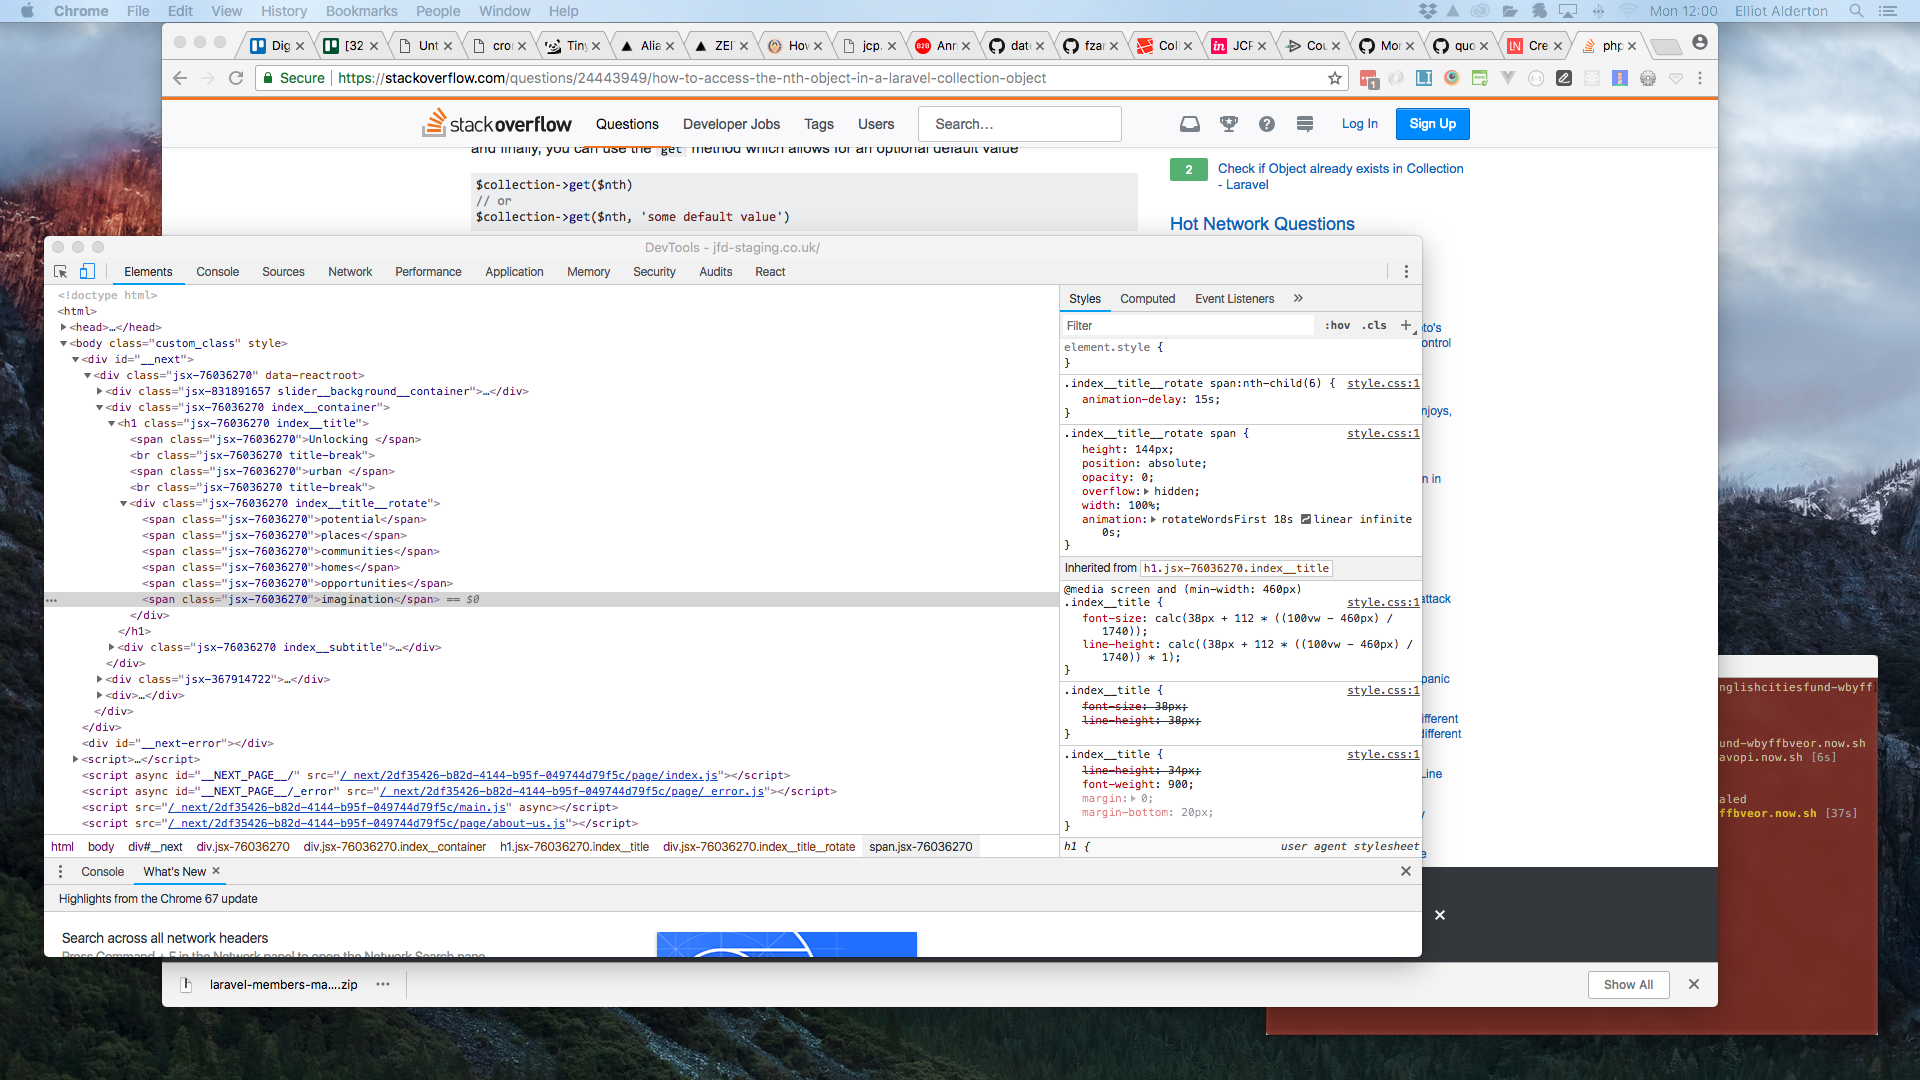 Chrome File Edit View History Bookmarks People Window Help Mon 12:00 Elliot Alderton
Dig [32 Unt cron Tiny Alia ZEI How jcp. Ann date fzan Coll JCP Cou Mor quo Cre php
Secure https://stackoverflow.com/questions/24443949/how-to-access-the-nth-object-in-a-laravel-collection-object
stackoverflow Questions Developer Jobs Tags Users Search... Log In Sign Up
and finally, you can use the get method which allows for an optional default value
$collection->get($nth)
// or
$collection->get($nth, 'some default value')
2 Check if Object already exists in Collection
- Laravel
Hot Network Questions
DevTools - jfd-staging.co.uk/
Elements Console Sources Network Performance Application Memory Security Audits React
<!doctype html>
<html>
<head>…</head>
<body class="custom_class" style>
<div id="__next">
<div class="jsx-76036270" data-reactroot>
<div class="jsx-831891657 slider__background__container">…</div>
<div class="jsx-76036270 index__container">
<h1 class="jsx-76036270 index__title">
<span class="jsx-76036270">Unlocking </span>
<br class="jsx-76036270 title-break">
<span class="jsx-76036270">urban </span>
<br class="jsx-76036270 title-break">
<div class="jsx-76036270 index__title__rotate">
<span class="jsx-76036270">potential</span>
<span class="jsx-76036270">places</span>
<span class="jsx-76036270">communities</span>
<span class="jsx-76036270">homes</span>
<span class="jsx-76036270">opportunities</span>
… <span class="jsx-76036270">imagination</span> == $0
</div>
</h1>
<div class="jsx-76036270 index__subtitle">…</div>
</div>
<div class="jsx-367914722">…</div>
<div>…</div>
</div>
</div>
<div id="__next-error"></div>
<script>…</script>
<script async id="__NEXT_PAGE__/" src="/_next/2df35426-b82d-4144-b95f-049744d79f5c/page/index.js"></script>
<script async id="__NEXT_PAGE__/_error" src="/_next/2df35426-b82d-4144-b95f-049744d79f5c/page/_error.js"></script>
<script src="/_next/2df35426-b82d-4144-b95f-049744d79f5c/main.js" async></script>
<script src="/_next/2df35426-b82d-4144-b95f-049744d79f5c/page/about-us.js"></script>
html body div#__next div.jsx-76036270 div.jsx-76036270.index__container h1.jsx-76036270.index__title div.jsx-76036270.index__title__rotate span.jsx-76036270
Styles Computed Event Listeners »
Filter :hov .cls +
element.style {
}
.index__title__rotate span:nth-child(6) { style.css:1
animation-delay: 15s;
}
.index__title__rotate span { style.css:1
height: 144px;
position: absolute;
opacity: 0;
overflow: hidden;
width: 100%;
animation: rotateWordsFirst 18s linear infinite
0s;
}
Inherited from h1.jsx-76036270.index__title
@media screen and (min-width: 460px)
.index__title { style.css:1
font-size: calc(38px + 112 * ((100vw - 460px) /
1740));
line-height: calc((38px + 112 * ((100vw - 460px) /
1740)) * 1);
}
.index__title { style.css:1
font-size: 38px;
line-height: 38px;
}
.index__title { style.css:1
line-height: 34px;
font-weight: 900;
margin: 0;
margin-bottom: 20px;
}
h1 { user agent stylesheet
Console What's New
Highlights from the Chrome 67 update
Search across all network headers
Press Command + F in the Network panel to open the Network Search pane
to's
ontrol
njoys,
n in
attack
panic
ifferent
different
Line
nglishcitiesfund-wbyff
und-wbyffbveor.now.sh
avopi.now.sh [6s]
aled
ffbveor.now.sh [37s]
laravel-members-ma....zip
Show All